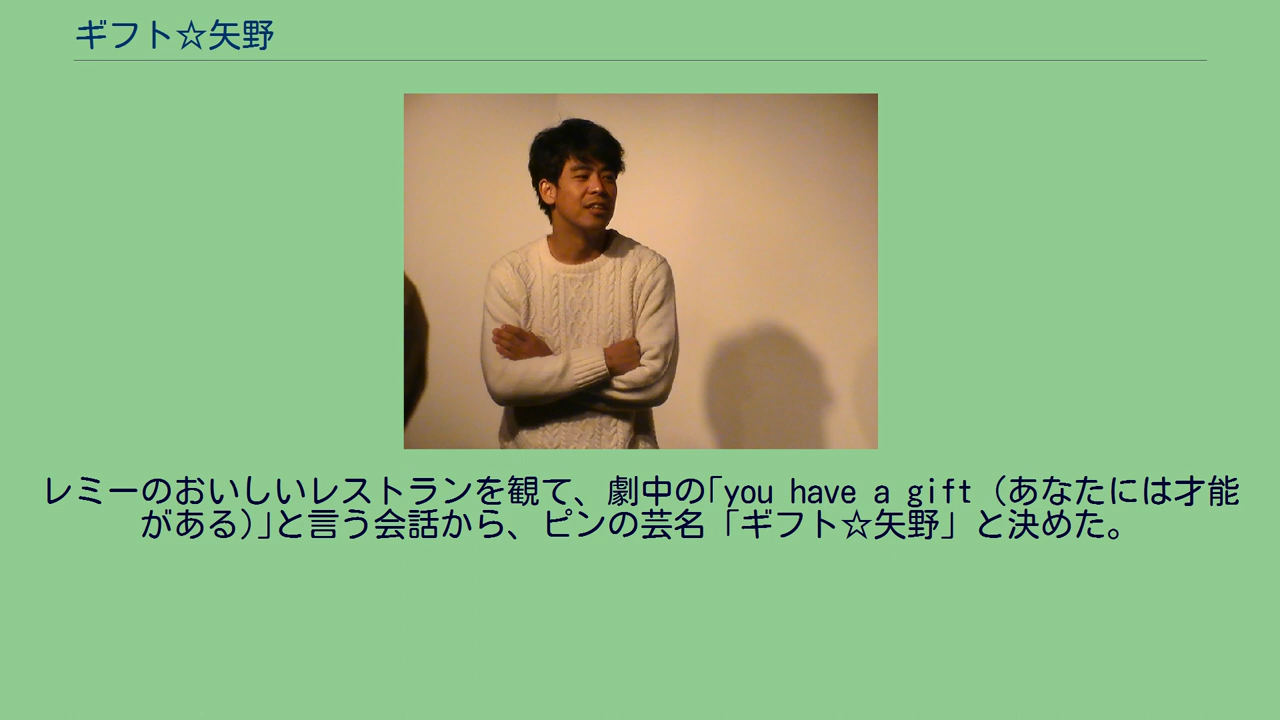 ギフト☆矢野
レミーのおいしいレストランを観て、劇中の｢you have a gift（あなたには才能
がある)｣と言う会話から、ピンの芸名「ギフト☆矢野」と決めた。